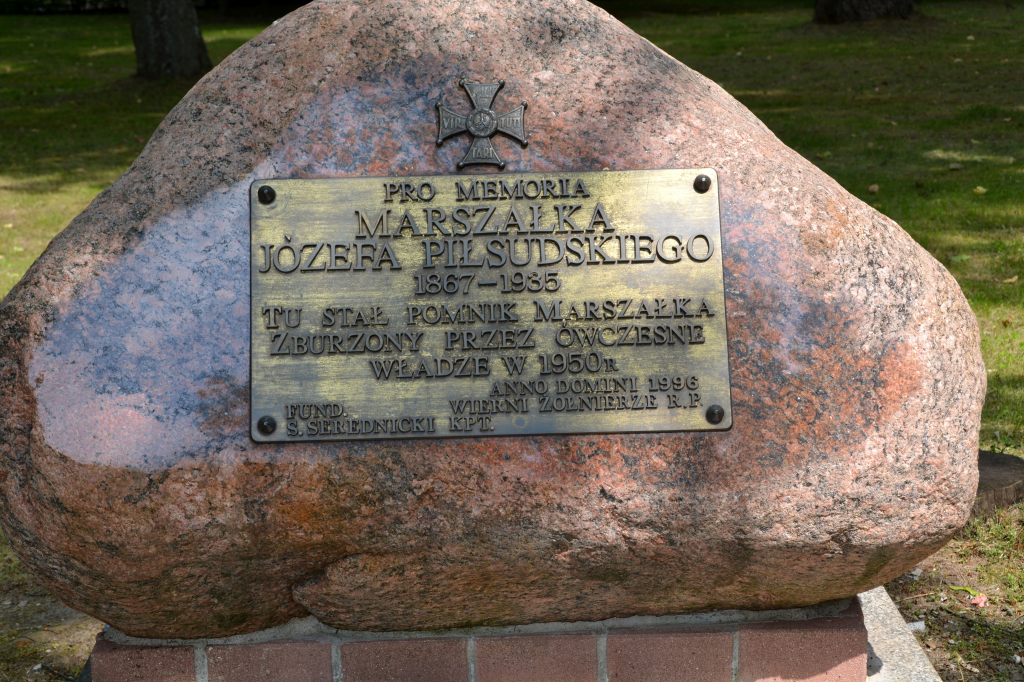 PRO MEMORIA
MARSZAŁKA
JÓZEFA PIŁSUDSKIEGO
1867-1935
TU STAŁ POMNIK MARSZAŁKA
ZBURZONY PRZEZ ÓWCZESNE
WŁADZE W 1950R
ANNO DOMINI 1996
WIERNI ŻOŁNIERZE R.P.
FUND.
S. SEREDNICKI KPT.